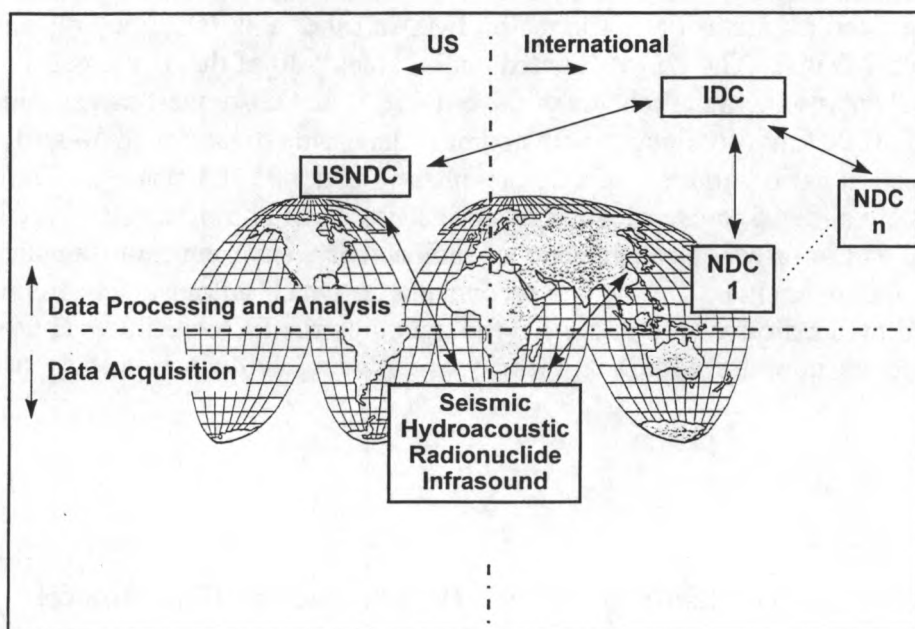 US International
IDC
USNDC
NDC
n
NDC
1
Data Processing and Analysis
Data Acquisition
Seismic
Hydroacoustic
Radionuclide
Infrasound